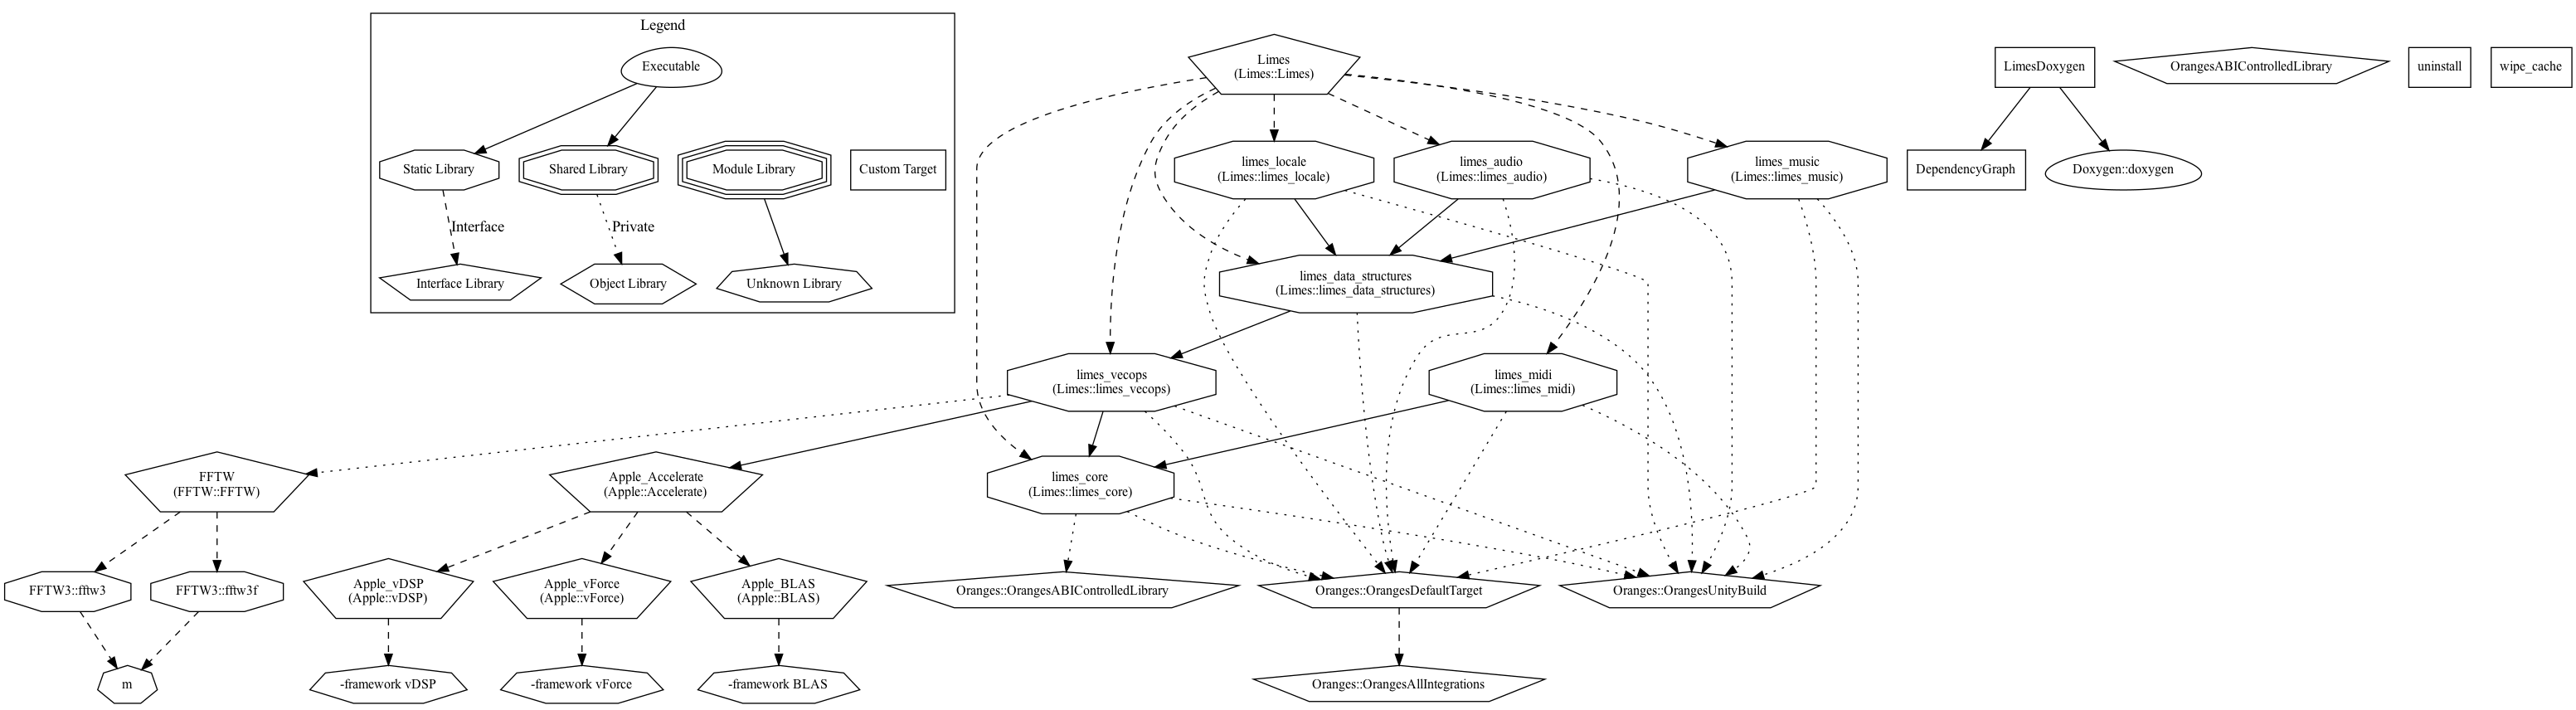 Legend
Executable
Static Library
Shared Library
Module Library
Custom Target
Interface
Private
Interface Library
Object Library
Unknown Library
Limes
(Limes::Limes)
LimesDoxygen
OrangesABIControlledLibrary
uninstall
wipe_cache
limes_locale
(Limes::limes_locale)
limes_audio
(Limes::limes_audio)
limes_music
(Limes::limes_music)
DependencyGraph
Doxygen::doxygen
limes_data_structures
(Limes::limes_data_structures)
limes_vecops
(Limes::limes_vecops)
limes_midi
(Limes::limes_midi)
FFTW
(FFTW::FFTW)
Apple_Accelerate
(Apple::Accelerate)
limes_core
(Limes::limes_core)
FFTW3::fftw3
FFTW3::fftw3f
Apple_vDSP
(Apple::vDSP)
Apple_vForce
(Apple::vForce)
Apple_BLAS
(Apple::BLAS)
Oranges::OrangesABIControlledLibrary
Oranges::OrangesDefaultTarget
Oranges::OrangesUnityBuild
m
-framework vDSP
-framework vForce
-framework BLAS
Oranges::OrangesAllIntegrations